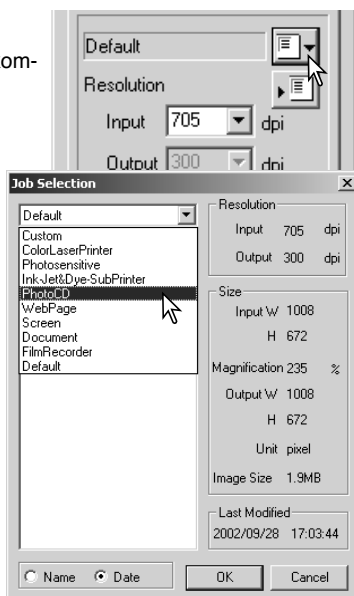 om-
Default
Resolution
Input 705 dpi
Output 300 dpi
Job Selection
Default
Custom
ColorLaserPrinter
Photosensitive
Ink-Jet&Dye-SubPrinter
PhotoCD
WebPage
Screen
Document
FilmRecorder
Default
Resolution
Input 705 dpi
Output 300 dpi
Size
Input W 1008
H 672
Magnification 235 %
Output W 1008
H 672
Unit pixel
Image Size 1.9MB
Last Modified
2002/09/28 17:03:44
Name Date
OK Cancel